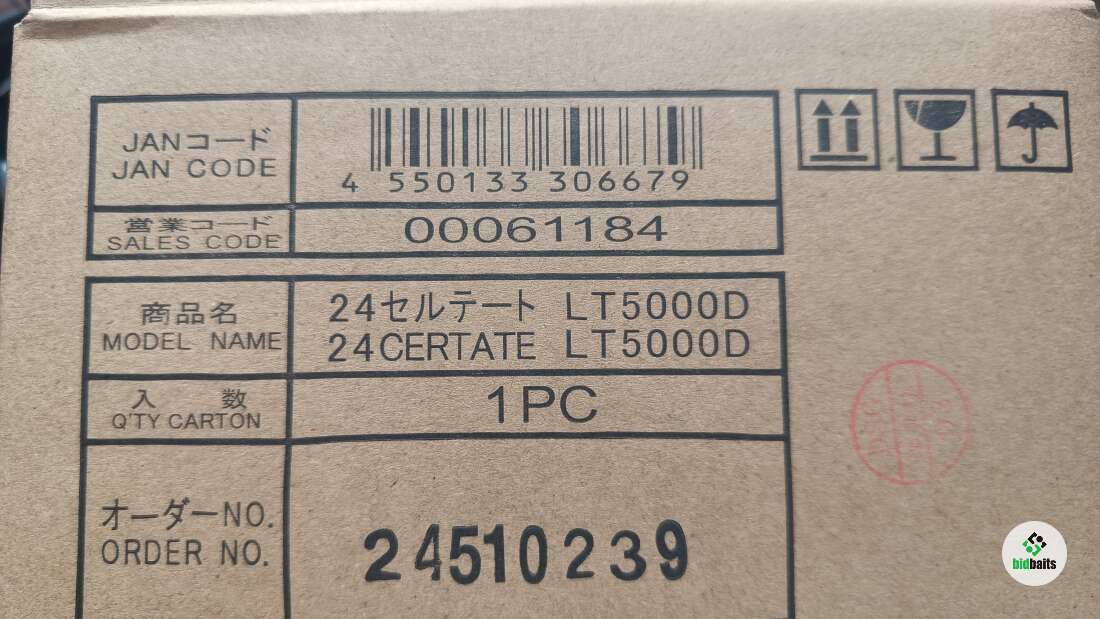 JANコード
JAN CODE
4 550133 306679
営業コード
SALES CODE
00061184
商品名
MODEL NAME
24セルテート LT5000D
24CERTATE LT5000D
入 数
Q'TY CARTON
1PC
オーダーNO.
ORDER NO.
24510239
bidbaits